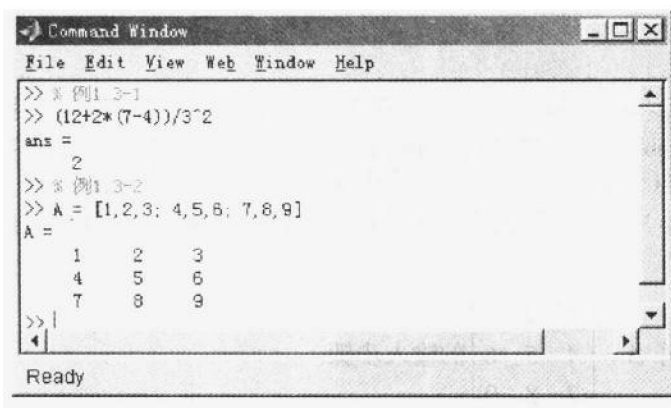 Command Window
File Edit View Web Window Help
>> % 例1.3-1
>> (12+2*(7-4))/3^2
ans =
2
>> % 例1.3-2
>> A = [1,2,3; 4,5,6; 7,8,9]
A =
1 2 3
4 5 6
7 8 9
>>
Ready